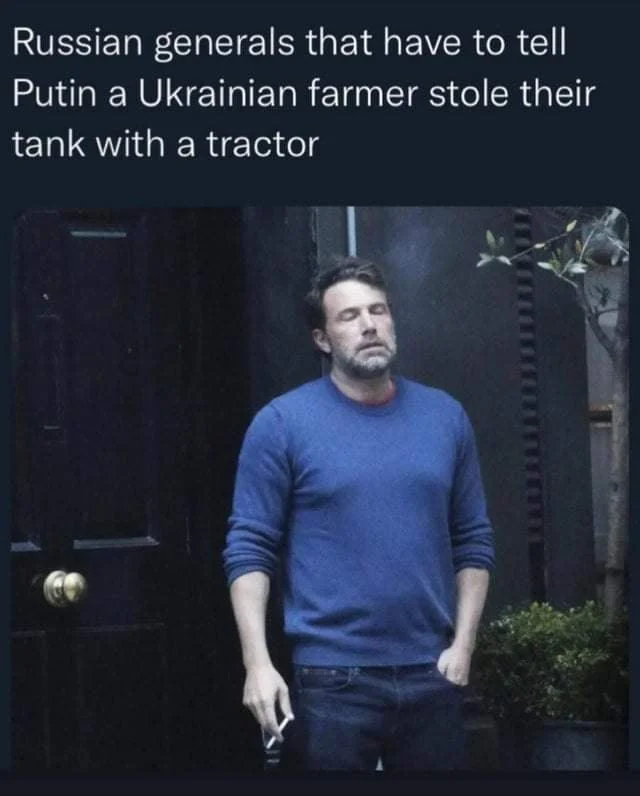 Russian generals that have to tell
Putin a Ukrainian farmer stole their
tank with a tractor